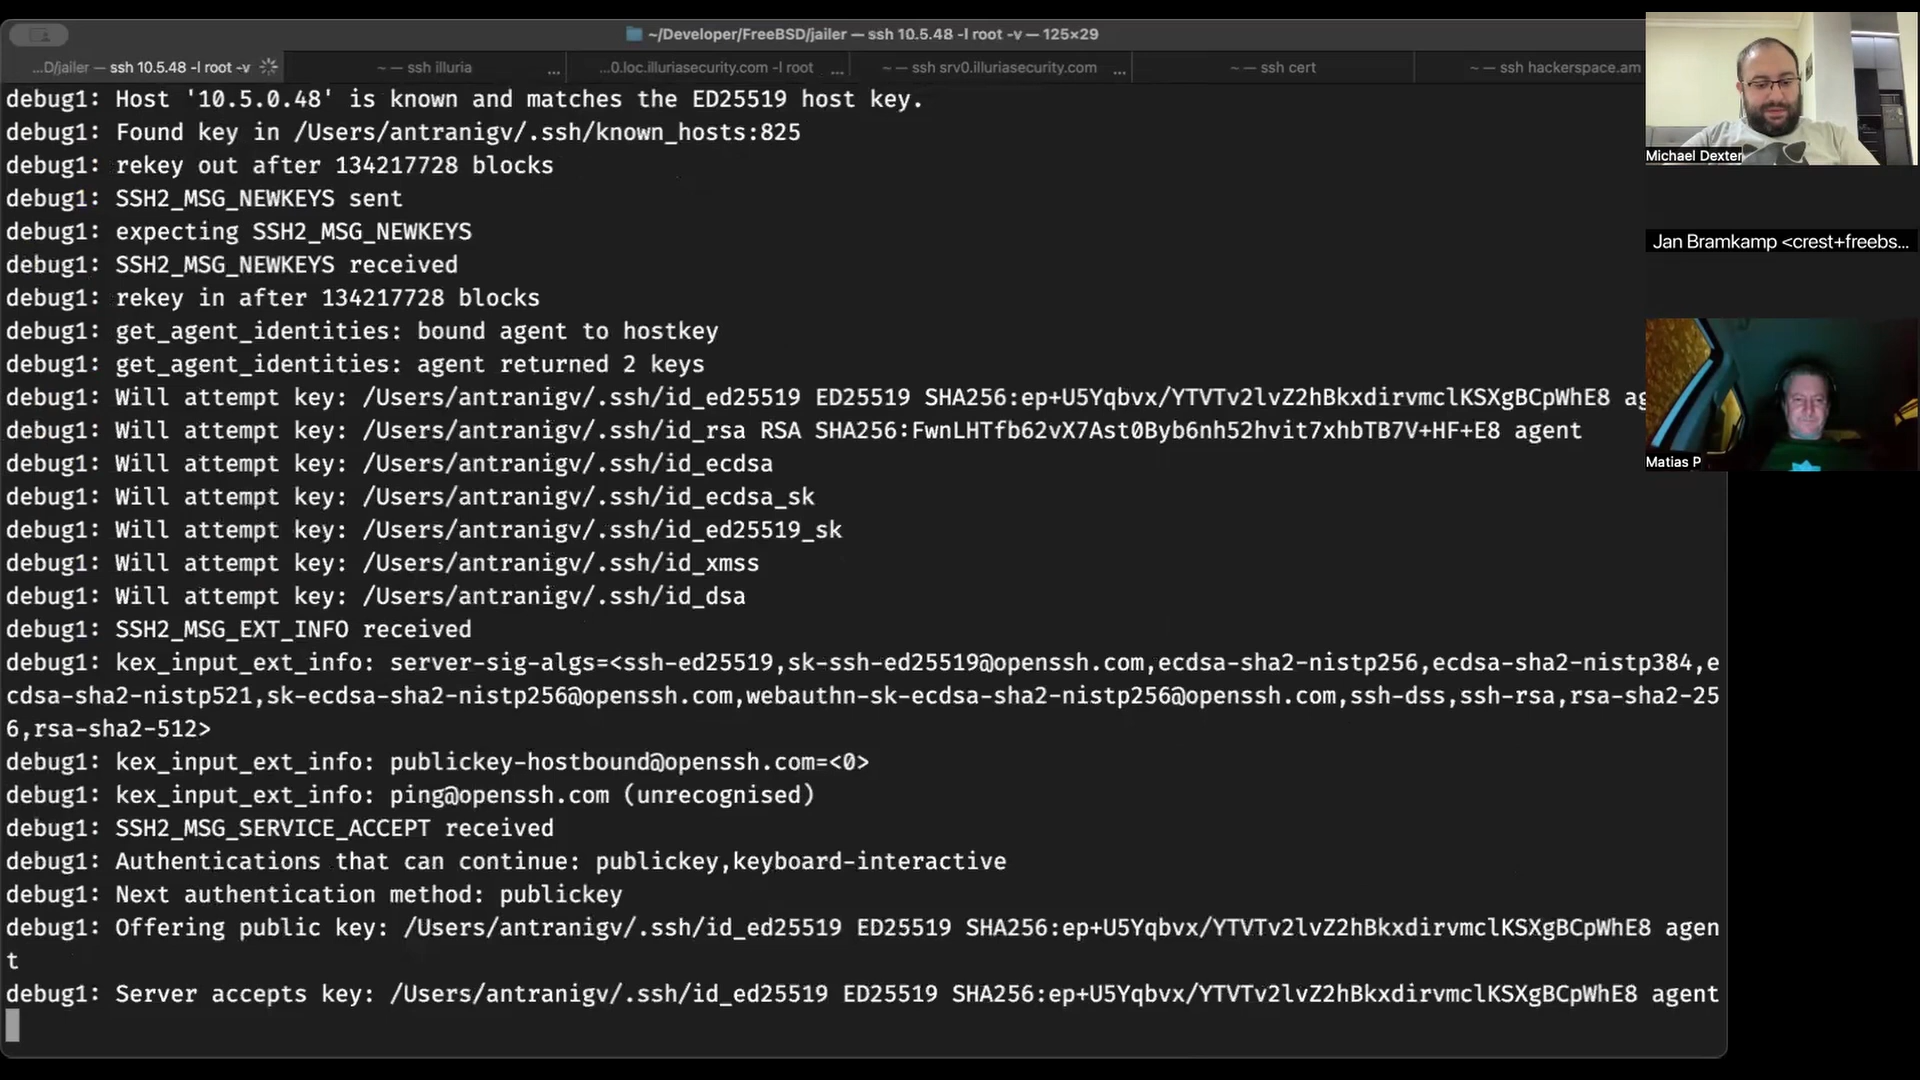 ~/Developer/FreeBSD/jailer — ssh 10.5.48 -l root -v — 125×29
...D/jailer — ssh 10.5.48 -l root -v
~ — ssh illuria ...
...0.loc.illuriasecurity.com -l root ...
~ — ssh srv0.illuriasecurity.com ...
~ — ssh cert
~ — ssh hackerspace.am
debug1: Host '10.5.0.48' is known and matches the ED25519 host key.
debug1: Found key in /Users/antranigv/.ssh/known_hosts:825
debug1: rekey out after 134217728 blocks
debug1: SSH2_MSG_NEWKEYS sent
debug1: expecting SSH2_MSG_NEWKEYS
debug1: SSH2_MSG_NEWKEYS received
debug1: rekey in after 134217728 blocks
debug1: get_agent_identities: bound agent to hostkey
debug1: get_agent_identities: agent returned 2 keys
debug1: Will attempt key: /Users/antranigv/.ssh/id_ed25519 ED25519 SHA256:ep+U5Yqbvx/YTVTv2lvZ2hBkxdirvmclKSXgBCpWhE8 ag
debug1: Will attempt key: /Users/antranigv/.ssh/id_rsa RSA SHA256:FwnLHTfb62vX7Ast0Byb6nh52hvit7xhbTB7V+HF+E8 agent
debug1: Will attempt key: /Users/antranigv/.ssh/id_ecdsa
debug1: Will attempt key: /Users/antranigv/.ssh/id_ecdsa_sk
debug1: Will attempt key: /Users/antranigv/.ssh/id_ed25519_sk
debug1: Will attempt key: /Users/antranigv/.ssh/id_xmss
debug1: Will attempt key: /Users/antranigv/.ssh/id_dsa
debug1: SSH2_MSG_EXT_INFO received
debug1: kex_input_ext_info: server-sig-algs=<ssh-ed25519,sk-ssh-ed25519@openssh.com,ecdsa-sha2-nistp256,ecdsa-sha2-nistp384,e
cdsa-sha2-nistp521,sk-ecdsa-sha2-nistp256@openssh.com,webauthn-sk-ecdsa-sha2-nistp256@openssh.com,ssh-dss,ssh-rsa,rsa-sha2-25
6,rsa-sha2-512>
debug1: kex_input_ext_info: publickey-hostbound@openssh.com=<0>
debug1: kex_input_ext_info: ping@openssh.com (unrecognised)
debug1: SSH2_MSG_SERVICE_ACCEPT received
debug1: Authentications that can continue: publickey,keyboard-interactive
debug1: Next authentication method: publickey
debug1: Offering public key: /Users/antranigv/.ssh/id_ed25519 ED25519 SHA256:ep+U5Yqbvx/YTVTv2lvZ2hBkxdirvmclKSXgBCpWhE8 agen
t
debug1: Server accepts key: /Users/antranigv/.ssh/id_ed25519 ED25519 SHA256:ep+U5Yqbvx/YTVTv2lvZ2hBkxdirvmclKSXgBCpWhE8 agent
Michael Dexter
Jan Bramkamp <crest+freebs...
Matias P